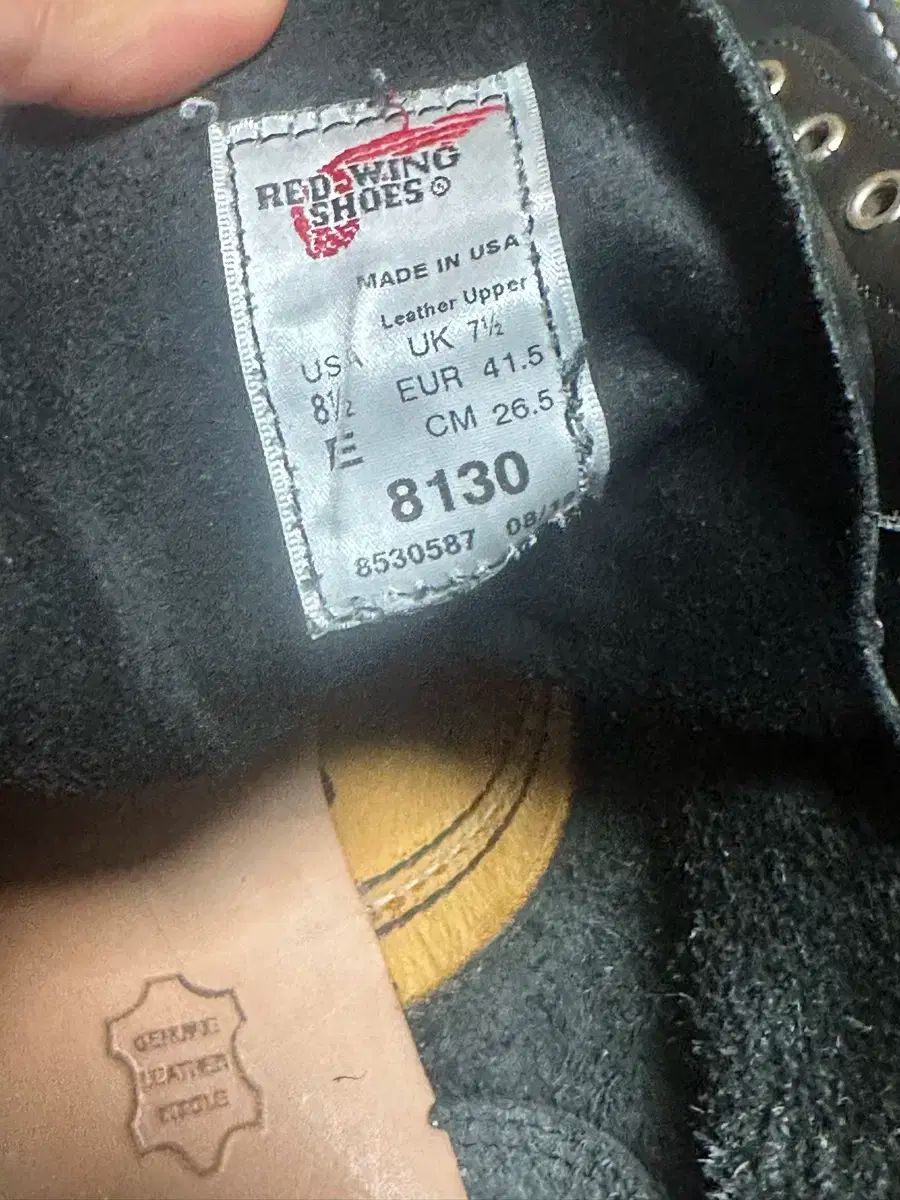 RED WING
SHOES®
MADE IN USA
Leather Upper
USA
8½
E
UK 7½
EUR 41.5
CM 26.5
8130
8530587 08/
GENUINE
LEATHER